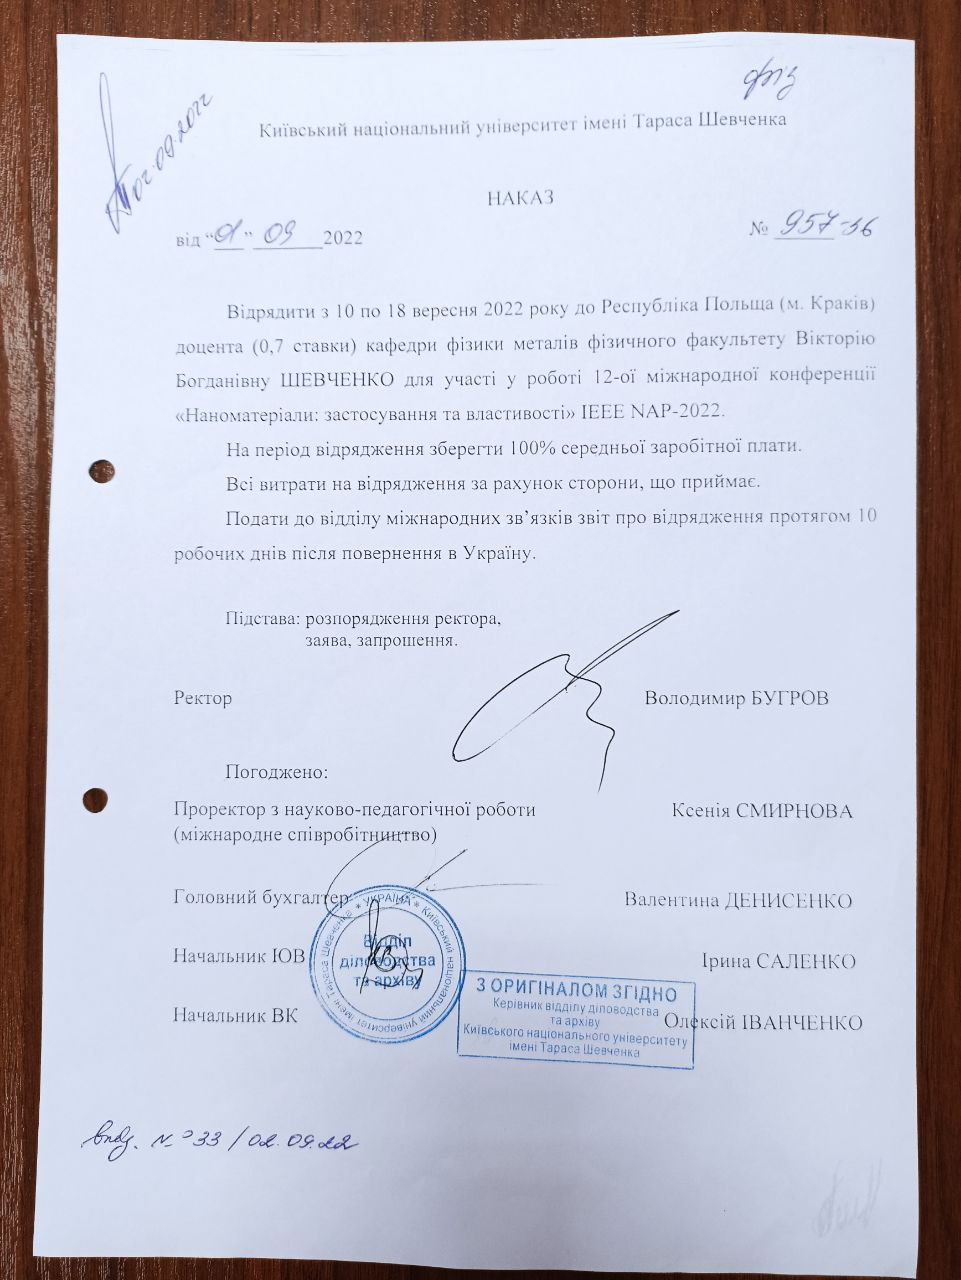 фіз
02.09.2022
Київський національний університет імені Тараса Шевченка
НАКАЗ
від “01” 09 2022 № 957-36
Відрядити з 10 по 18 вересня 2022 року до Республіка Польща (м. Краків)
доцента (0,7 ставки) кафедри фізики металів фізичного факультету Вікторію
Богданівну ШЕВЧЕНКО для участі у роботі 12-ої міжнародної конференції
«Наноматеріали: застосування та властивості» IEEE NAP-2022.
На період відрядження зберегти 100% середньої заробітної плати.
Всі витрати на відрядження за рахунок сторони, що приймає.
Подати до відділу міжнародних зв’язків звіт про відрядження протягом 10
робочих днів після повернення в Україну.
Підстава: розпорядження ректора,
заява, запрошення.
Ректор Володимир БУГРОВ
Погоджено:
Проректор з науково-педагогічної роботи Ксенія СМИРНОВА
(міжнародне співробітництво)
Головний бухгалтер Валентина ДЕНИСЕНКО
Начальник ЮВ Ірина САЛЕНКО
Начальник ВК Олексій ІВАНЧЕНКО
* УКРАЇНА * Київський національний університет імені Тараса Шевченка
Відділ
діловодства
та архіву
З ОРИГІНАЛОМ ЗГІДНО
Керівник відділу діловодства
та архіву
Київського національного університету
імені Тараса Шевченка
відд. № 33 / 02.09.22